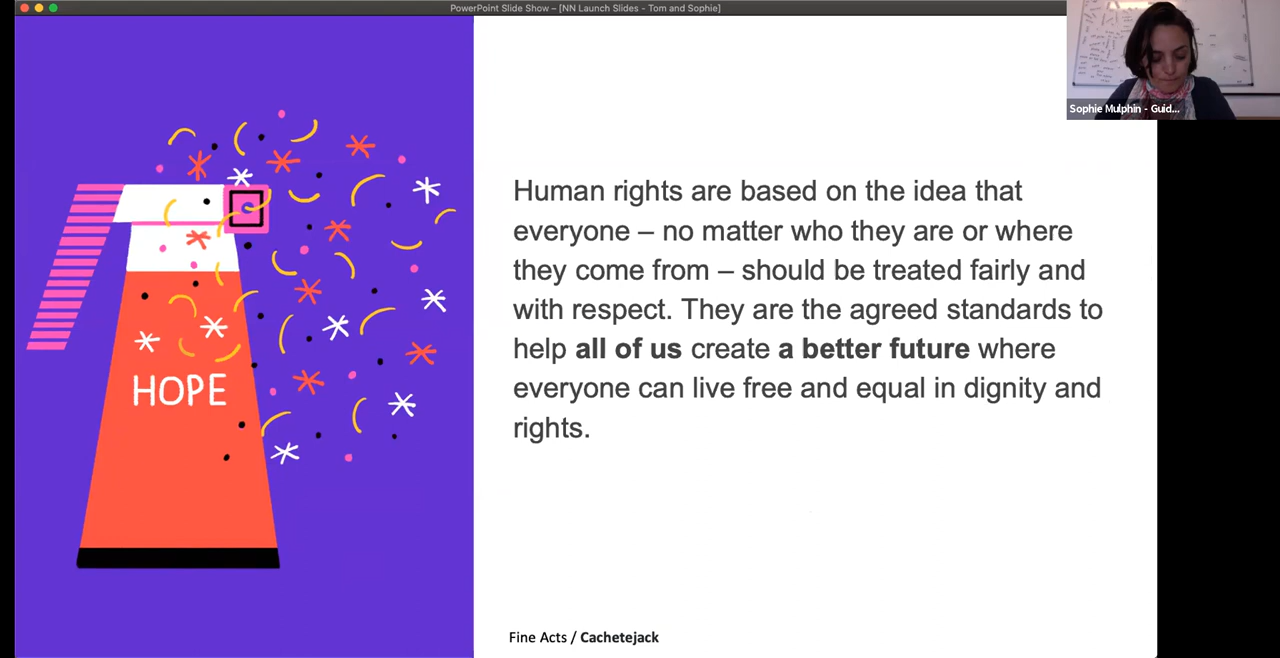 PowerPoint Slide Show – [NN Launch Slides - Tom and Sophie]
Sophie Mulphin - Guid...
Human rights are based on the idea that
everyone – no matter who they are or where
they come from – should be treated fairly and
with respect. They are the agreed standards to
help all of us create a better future where
everyone can live free and equal in dignity and
rights.
HOPE
Fine Acts / Cachetejack